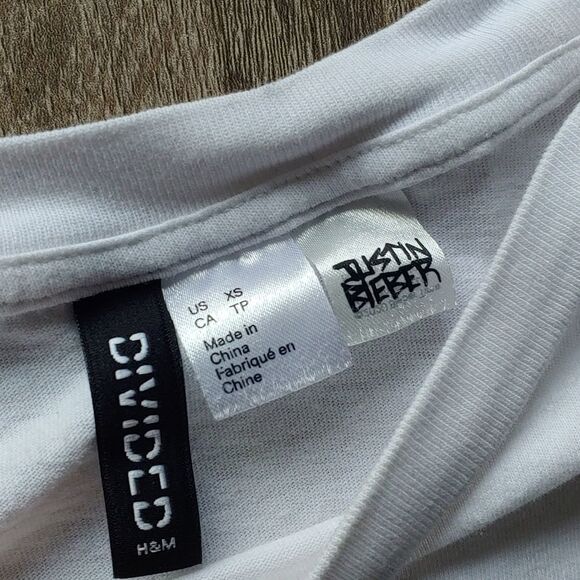 DIVIDED
H&M
US XS
CA TP
Made in
China
Fabriqué en
Chine
JUSTIN
BIEBER